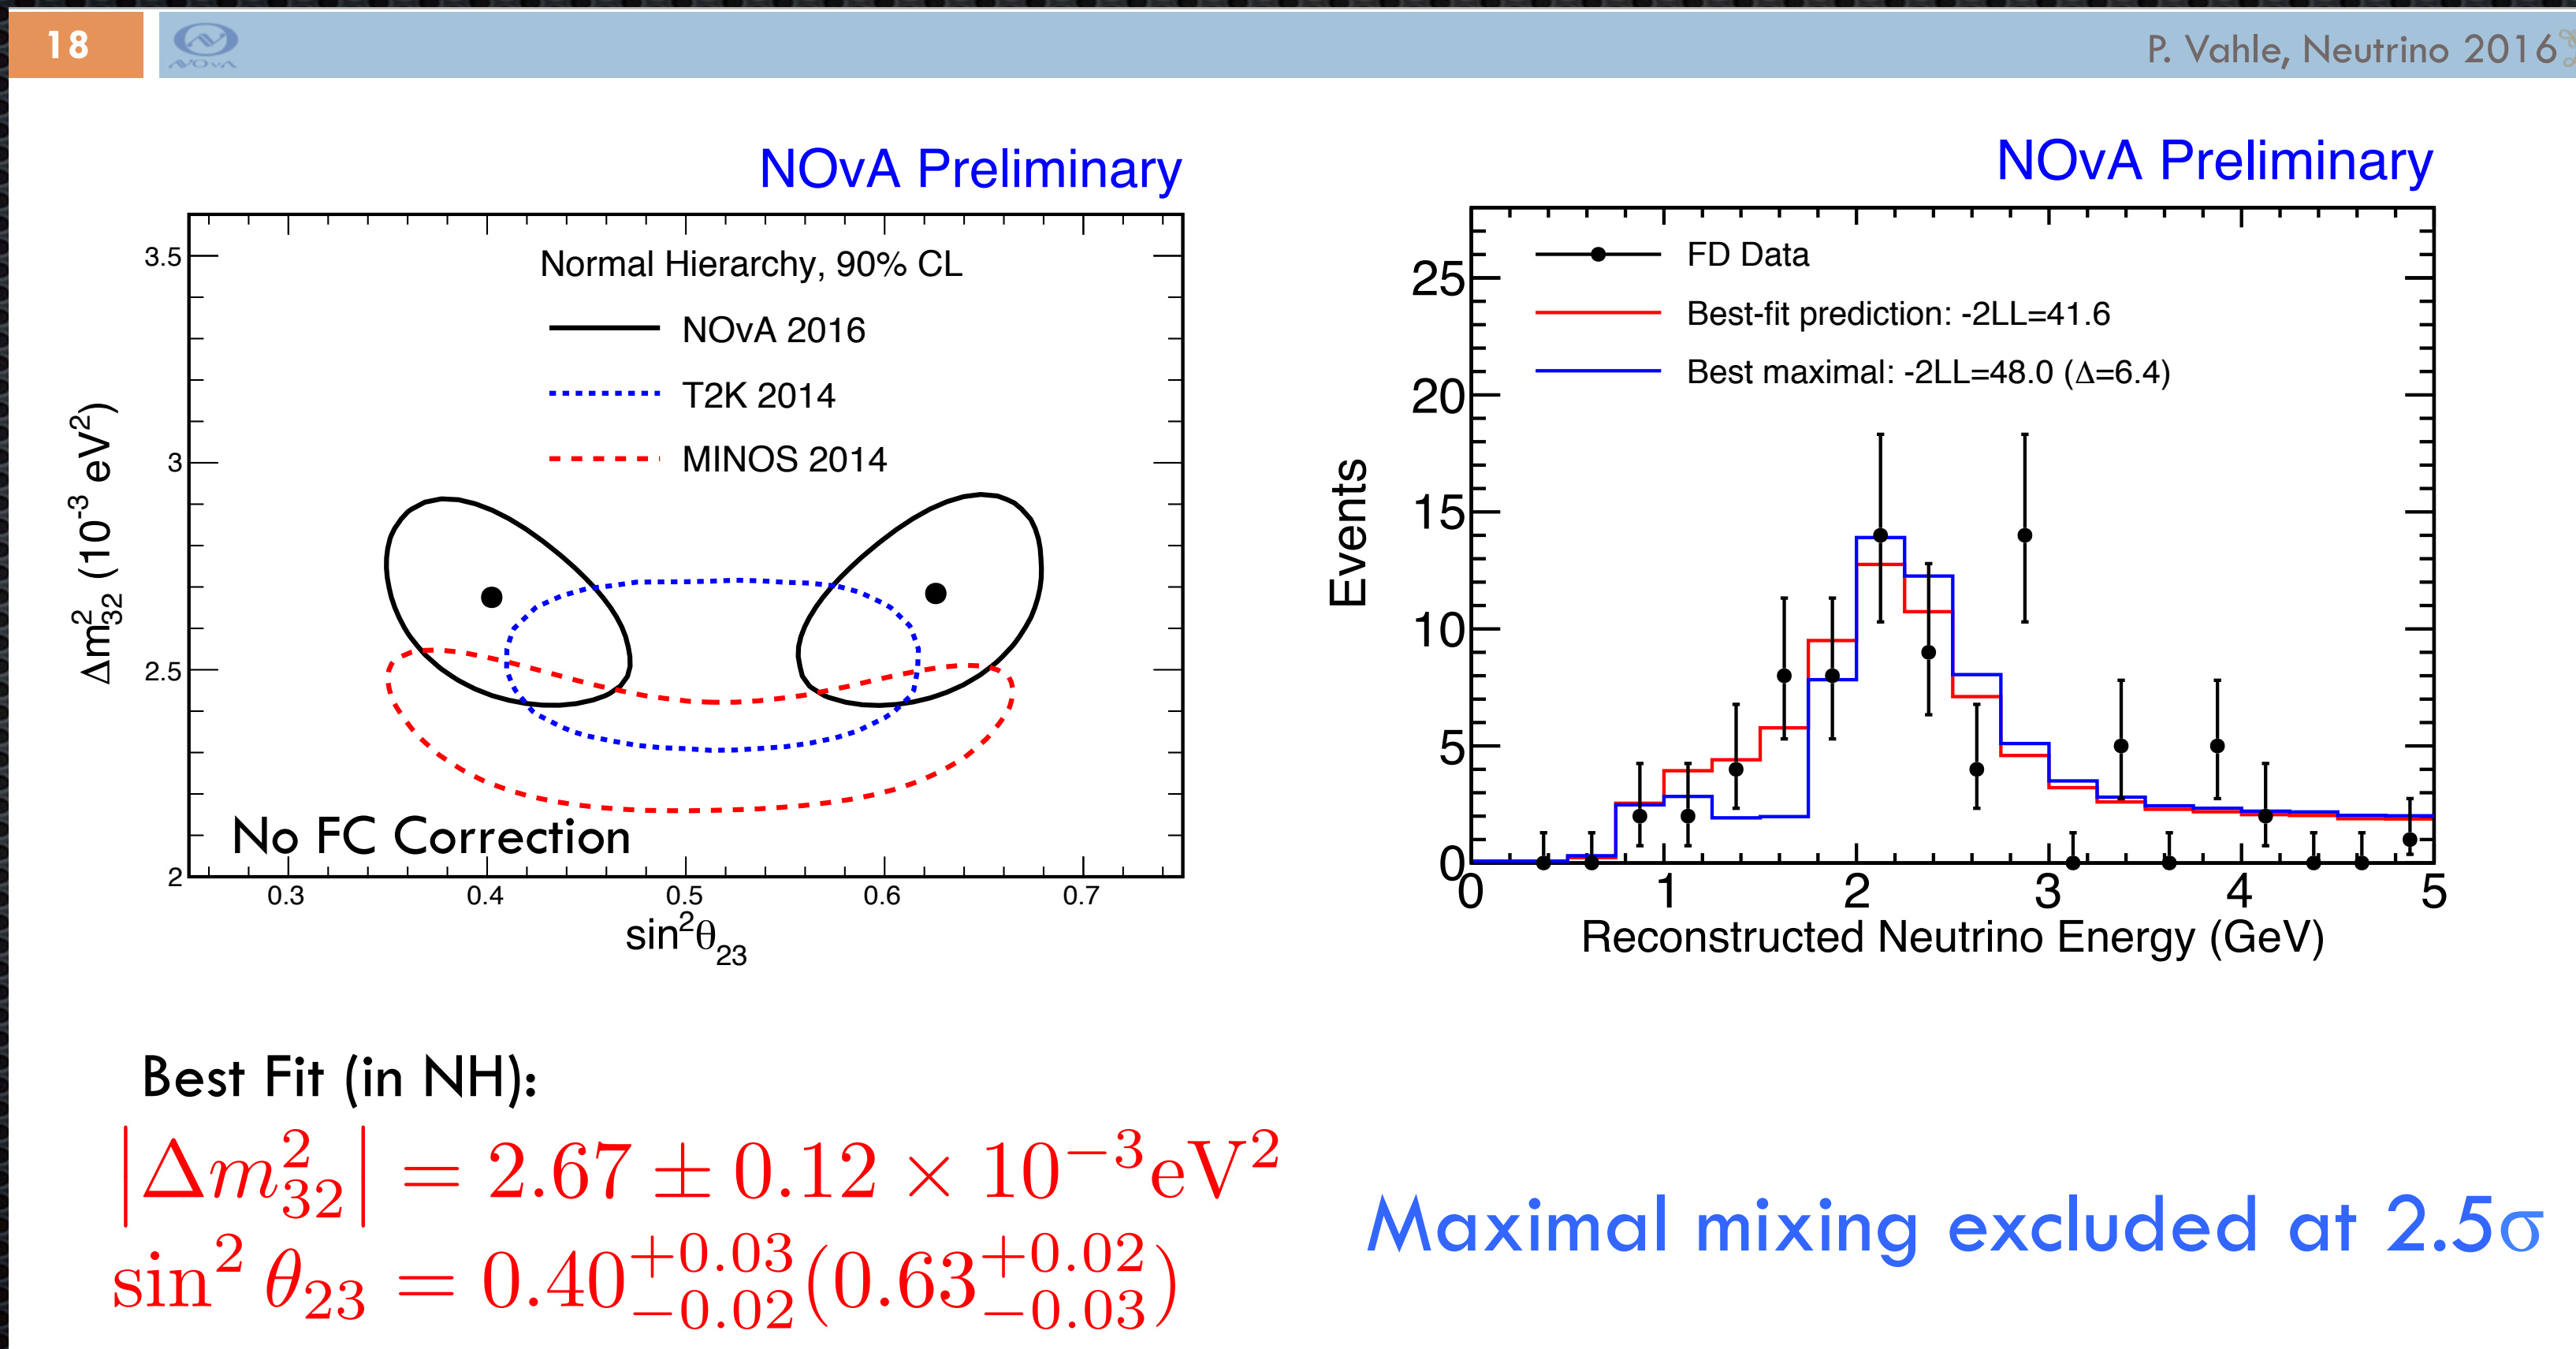 18
NOvA
P. Vahle, Neutrino 2016
NOvA Preliminary
Normal Hierarchy, 90% CL
NOvA 2016
T2K 2014
MINOS 2014
No FC Correction
3.5
3
2.5
2
0.3 0.4 0.5 0.6 0.7
Δm²₃₂ (10⁻³ eV²)
sin²θ₂₃
NOvA Preliminary
FD Data
Best-fit prediction: -2LL=41.6
Best maximal: -2LL=48.0 (Δ=6.4)
25
20
15
10
5
0
0 1 2 3 4 5
Events
Reconstructed Neutrino Energy (GeV)
Best Fit (in NH):
|Δm²₃₂| = 2.67 ± 0.12 × 10⁻³eV²
sin² θ₂₃ = 0.40₋₀.₀₂⁺⁰·⁰³(0.63₋₀.₀₃⁺⁰·⁰²)
Maximal mixing excluded at 2.5σ